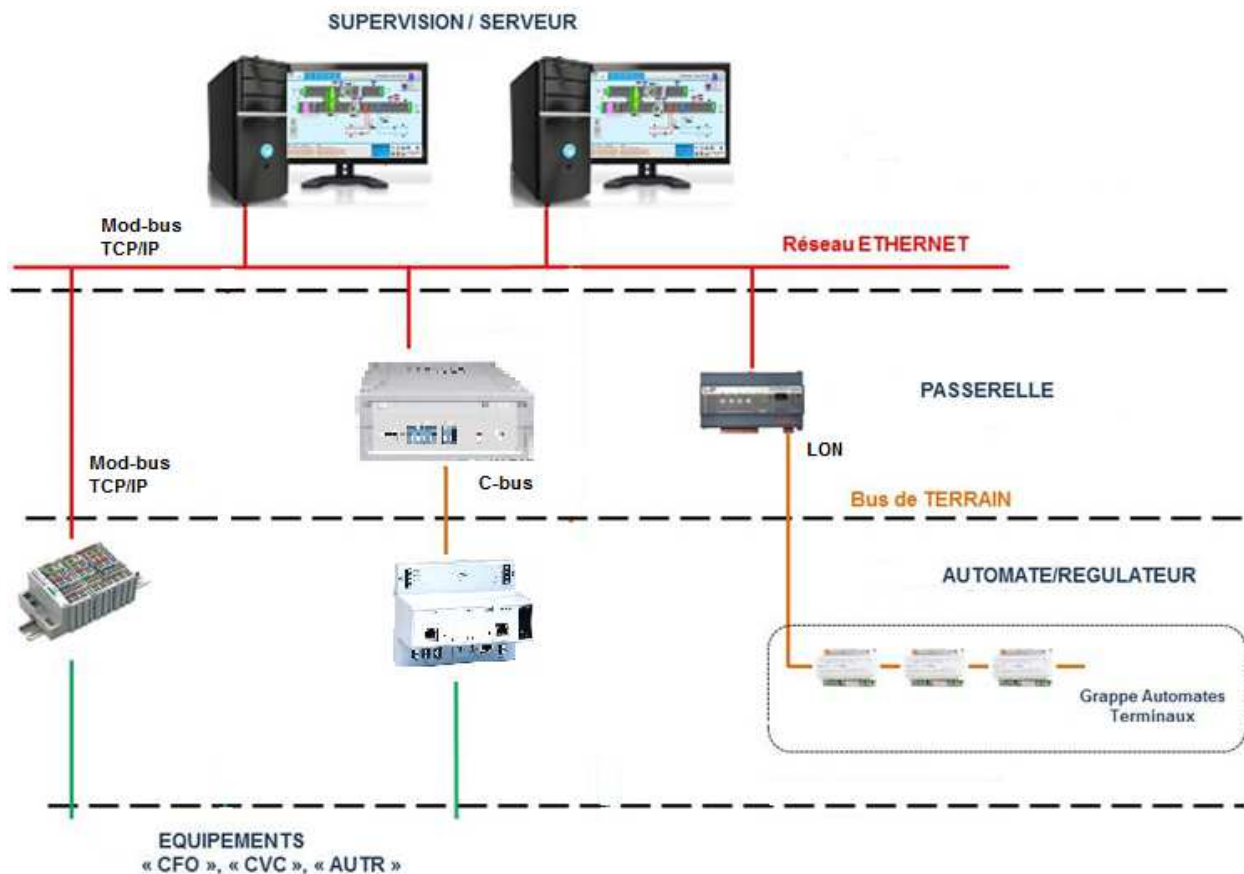 SUPERVISION / SERVEUR
Mod-bus
TCP/IP
Réseau ETHERNET
PASSERELLE
Mod-bus
TCP/IP
C-bus
LON
Bus de TERRAIN
AUTOMATE/REGULATEUR
Grappe Automates
Terminaux
EQUIPEMENTS
« CFO », « CVC », « AUTR »